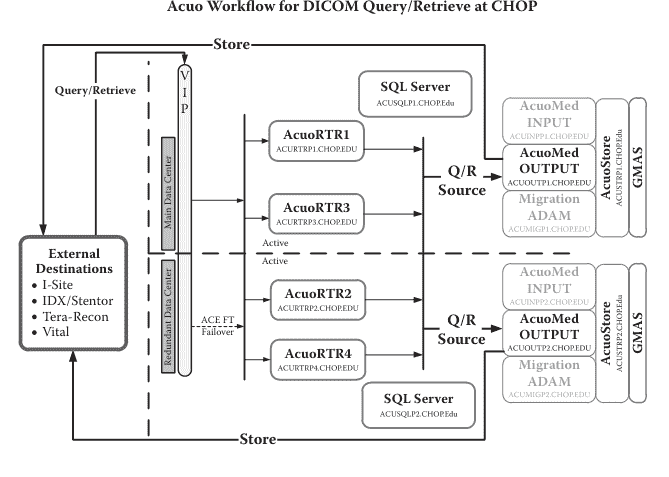 Acuo Workflow for DICOM Query/Retrieve at CHOP
Store
Query/Retrieve
V
I
P
SQL Server
ACUSQLP1.CHOP.Edu
AcuoRTR1
ACURTRP1.CHOP.EDU
AcuoRTR3
ACURTRP3.CHOP.EDU
Main Data Center
Active
Active
Q/R
Source
AcuoMed
INPUT
ACUINPP1.CHOP.EDU
AcuoMed
OUTPUT
ACUOUTP1.CHOP.EDU
Migration
ADAM
ACUMIGP1.CHOP.EDU
AcuoStore
ACUSTRP1.CHOP.Edu
GMAS
External
Destinations
• I-Site
• IDX/Stentor
• Tera-Recon
• Vital
Redundant Data Center
ACE FT
Failover
AcuoRTR2
ACURTRP2.CHOP.EDU
AcuoRTR4
ACURTRP4.CHOP.EDU
Q/R
Source
SQL Server
ACUSQLP2.CHOP.Edu
AcuoMed
INPUT
ACUINPP2.CHOP.EDU
AcuoMed
OUTPUT
ACUOUTP2.CHOP.EDU
Migration
ADAM
ACUMIGP2.CHOP.EDU
AcuoStore
ACUSTRP2.CHOP.Edu
GMAS
Store